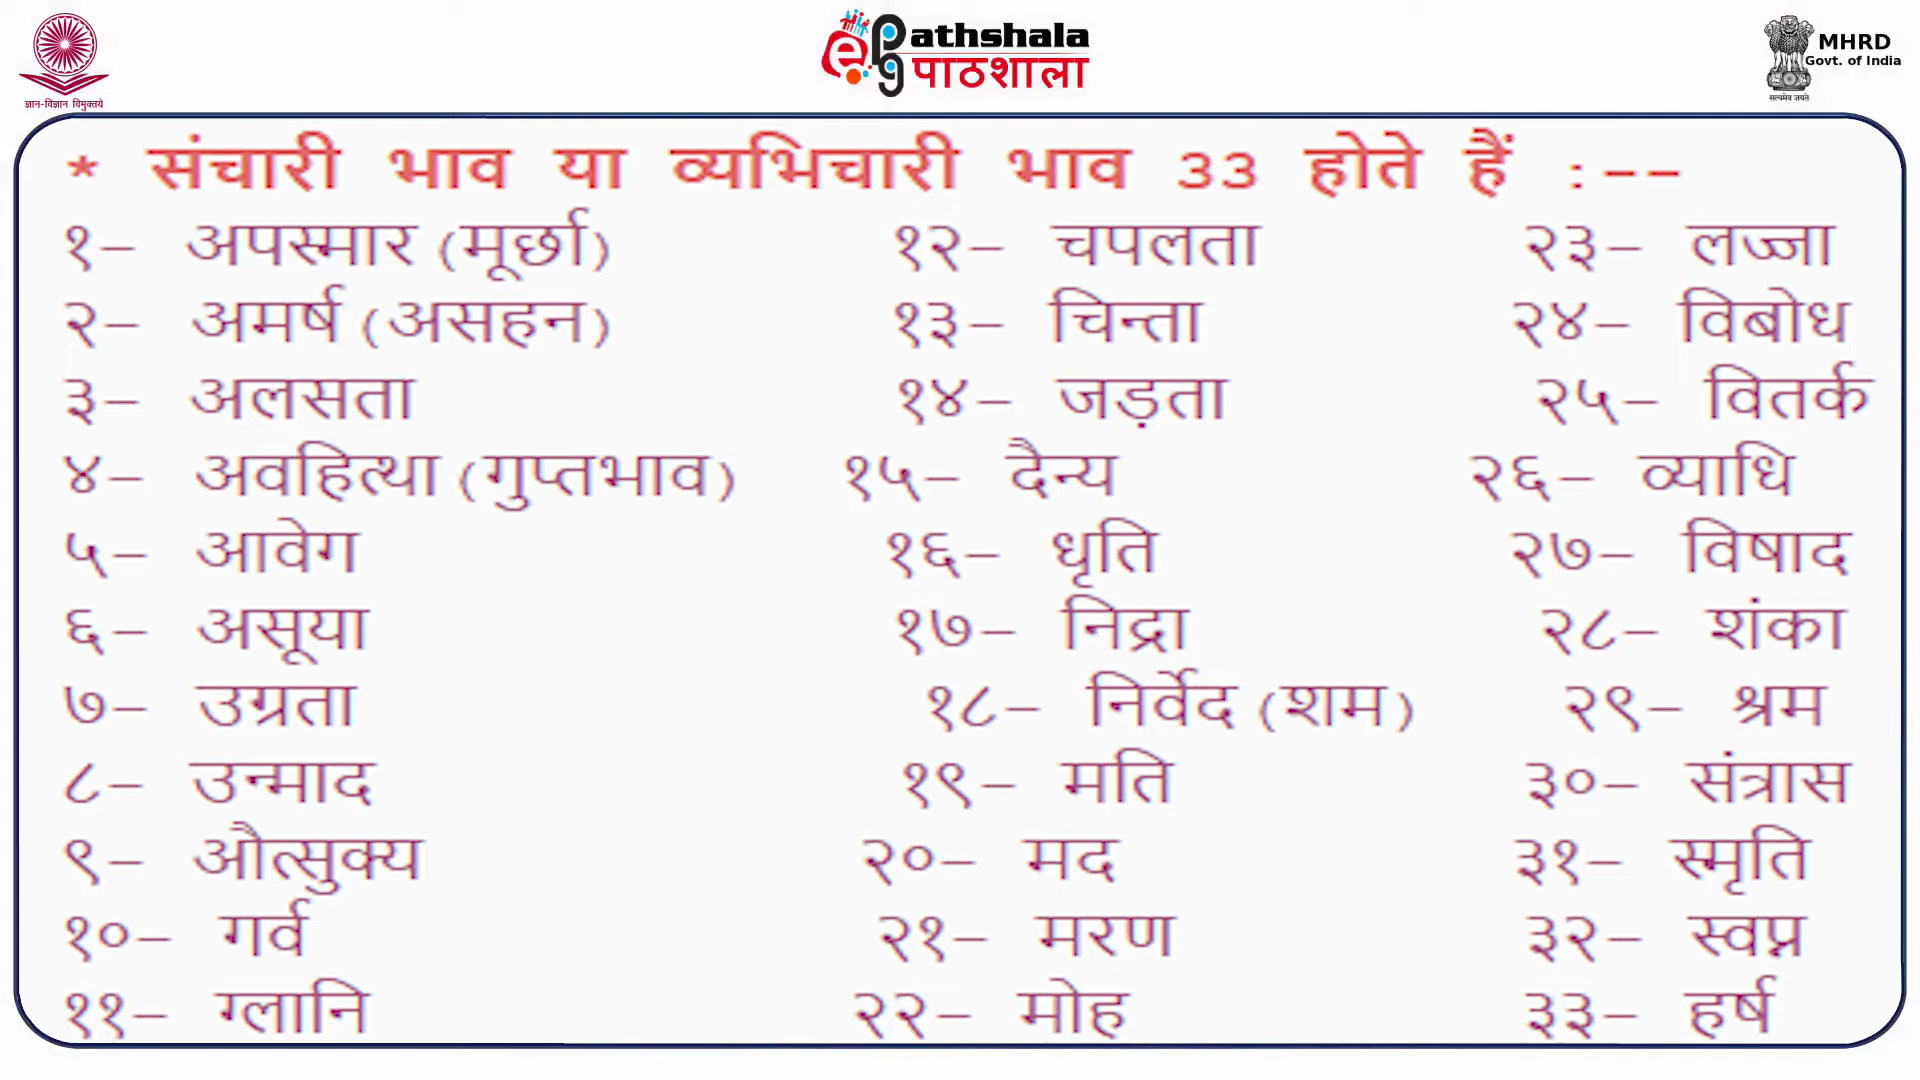 ज्ञान-विज्ञान विमुक्तये
ePathshala
पाठशाला
MHRD
Govt. of India
सत्यमेव जयते
* संचारी भाव या व्यभिचारी भाव 33 होते हैं :--
१– अपस्मार (मूर्छा) १२– चपलता २३– लज्जा
२– अमर्ष (असहन) १३– चिन्ता २४– विबोध
३– अलसता १४– जड़ता २५– वितर्क
४– अवहित्था (गुप्तभाव) १५– दैन्य २६– व्याधि
५– आवेग १६– धृति २७– विषाद
६– असूया १७– निद्रा २८– शंका
७– उग्रता १८– निर्वेद (शम) २९– श्रम
८– उन्माद १९– मति ३०– संत्रास
९– औत्सुक्य २०– मद ३१– स्मृति
१०– गर्व २१– मरण ३२– स्वप्न
११– ग्लानि २२– मोह ३३– हर्ष